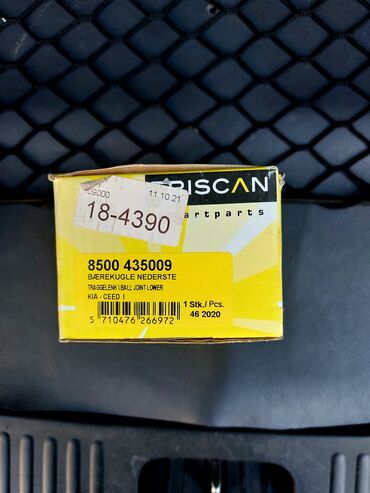 RISCAN
artparts
09000 11.10.21
18-4390
8500 435009
BÆREKUGLE NEDERSTE
TRAGGELENK \ BALL JOINT LOWER
KIA - CEED I
1 Stk./ Pcs.
46 2020
5 710476 266972